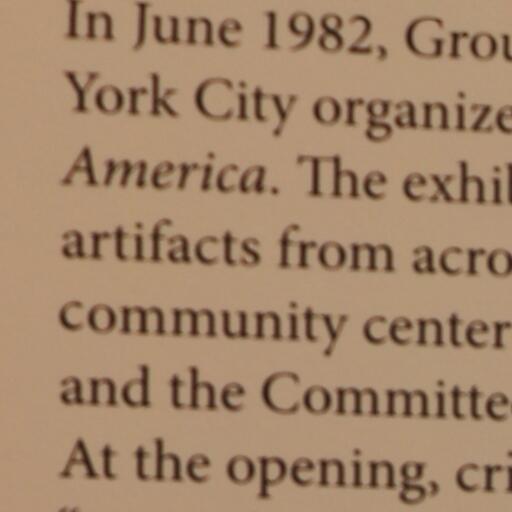 In June 1982, Grou
York City organize
America. The exhib
artifacts from acro
community center
and the Committe
At the opening, cri
“